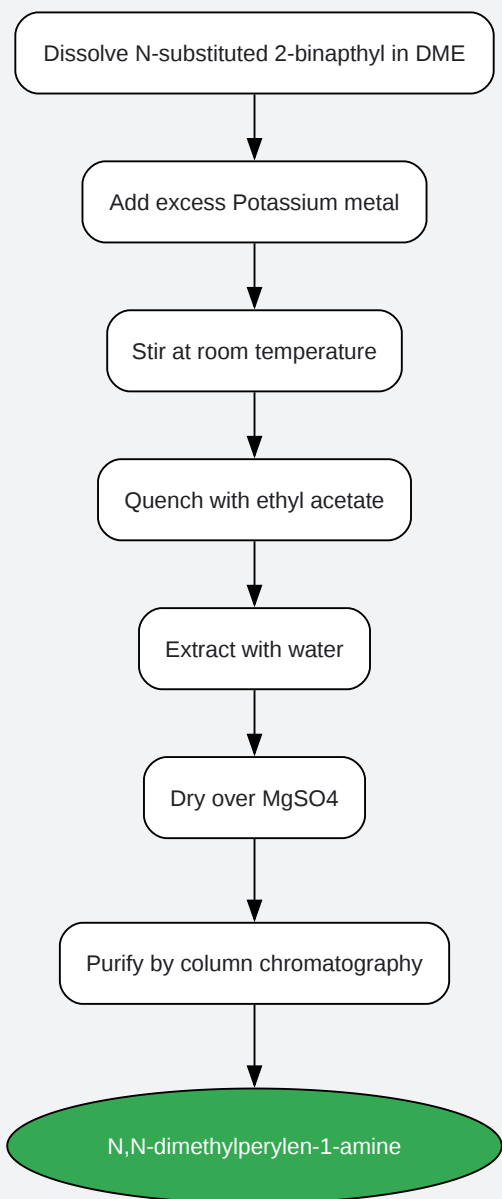 Dissolve N-substituted 2-binapthyl in DME
Add excess Potassium metal
Stir at room temperature
Quench with ethyl acetate
Extract with water
Dry over MgSO4
Purify by column chromatography
N,N-dimethylperylen-1-amine